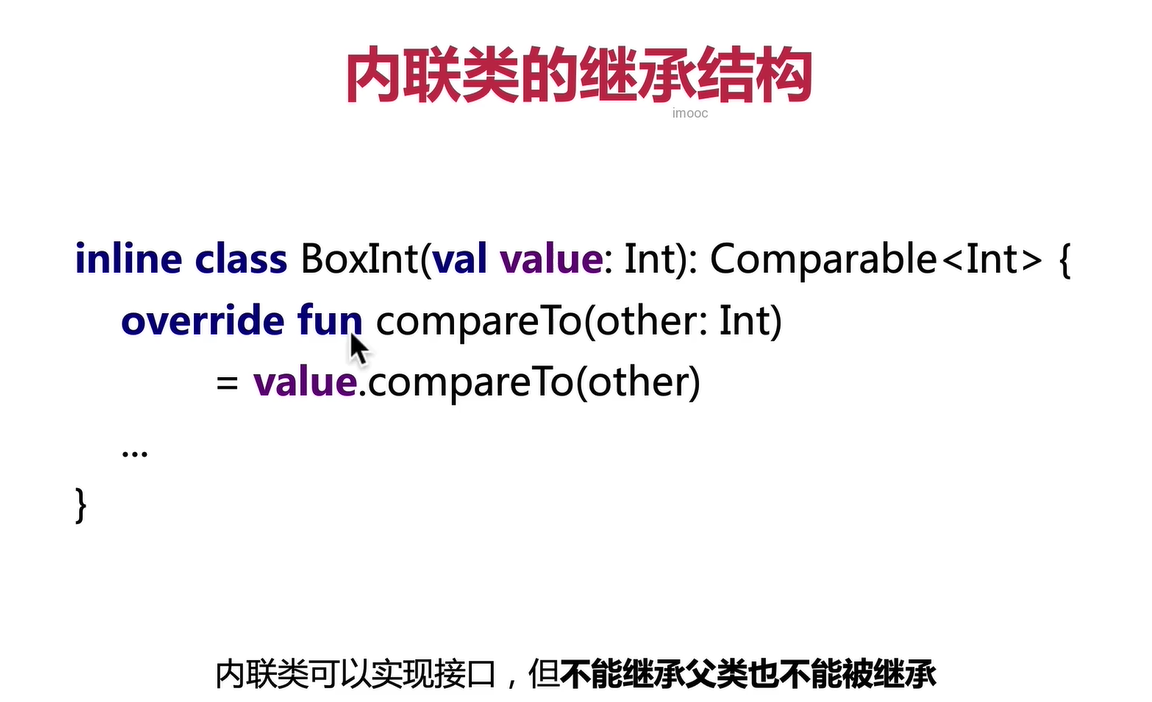 内联类的继承结构
imooc
inline class BoxInt(val value: Int): Comparable<Int> {
override fun compareTo(other: Int)
= value.compareTo(other)
...
}
内联类可以实现接口，但不能继承父类也不能被继承